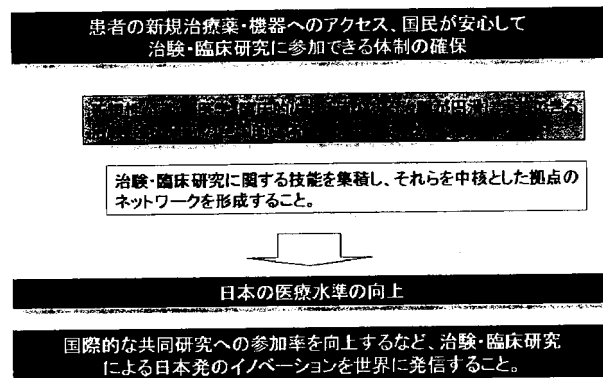 患者の新規治療薬・機器へのアクセス、国民が安心して
治験・臨床研究に参加できる体制の確保
治験・臨床研究に関する技能を集積し、それらを中核とした拠点の
ネットワークを形成すること。
日本の医療水準の向上
国際的な共同研究への参加率を向上するなど、治験・臨床研究
による日本発のイノベーションを世界に発信すること。